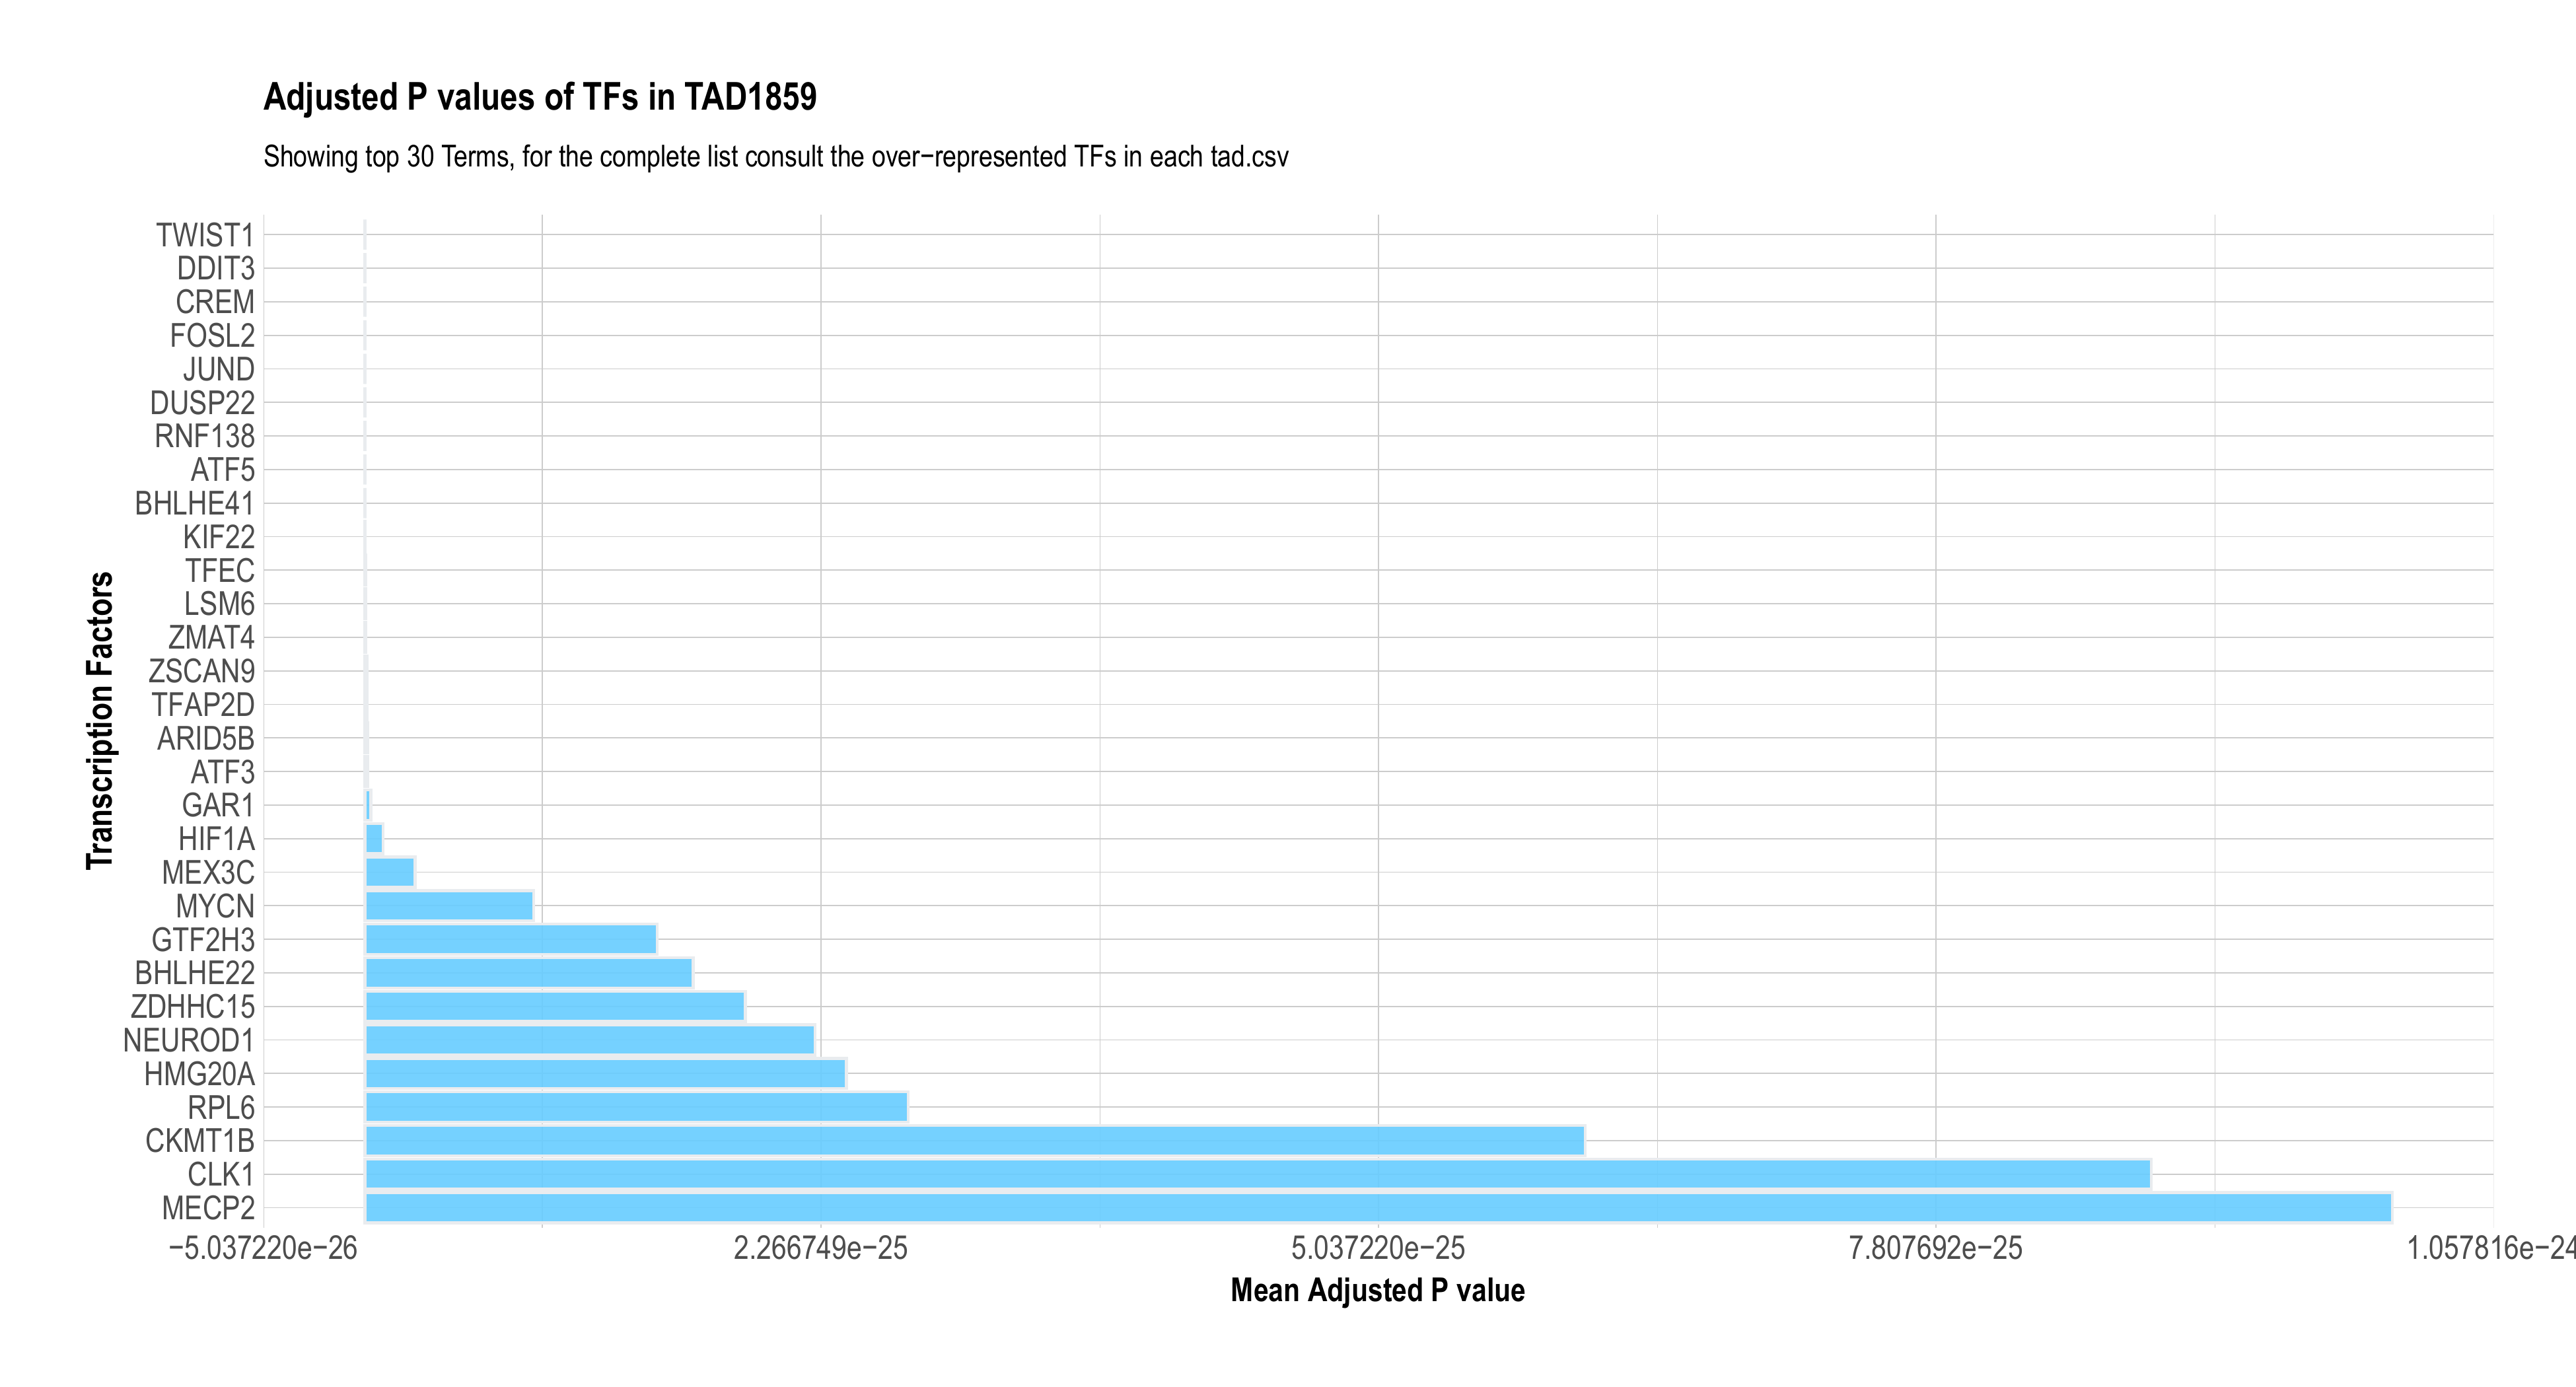 Adjusted P values of TFs in TAD1859
Showing top 30 Terms, for the complete list consult the over−represented TFs in each tad.csv
Transcription Factors
TWIST1
DDIT3
CREM
FOSL2
JUND
DUSP22
RNF138
ATF5
BHLHE41
KIF22
TFEC
LSM6
ZMAT4
ZSCAN9
TFAP2D
ARID5B
ATF3
GAR1
HIF1A
MEX3C
MYCN
GTF2H3
BHLHE22
ZDHHC15
NEUROD1
HMG20A
RPL6
CKMT1B
CLK1
MECP2
−5.037220e−26 2.266749e−25 5.037220e−25 7.807692e−25 1.057816e−24
Mean Adjusted P value